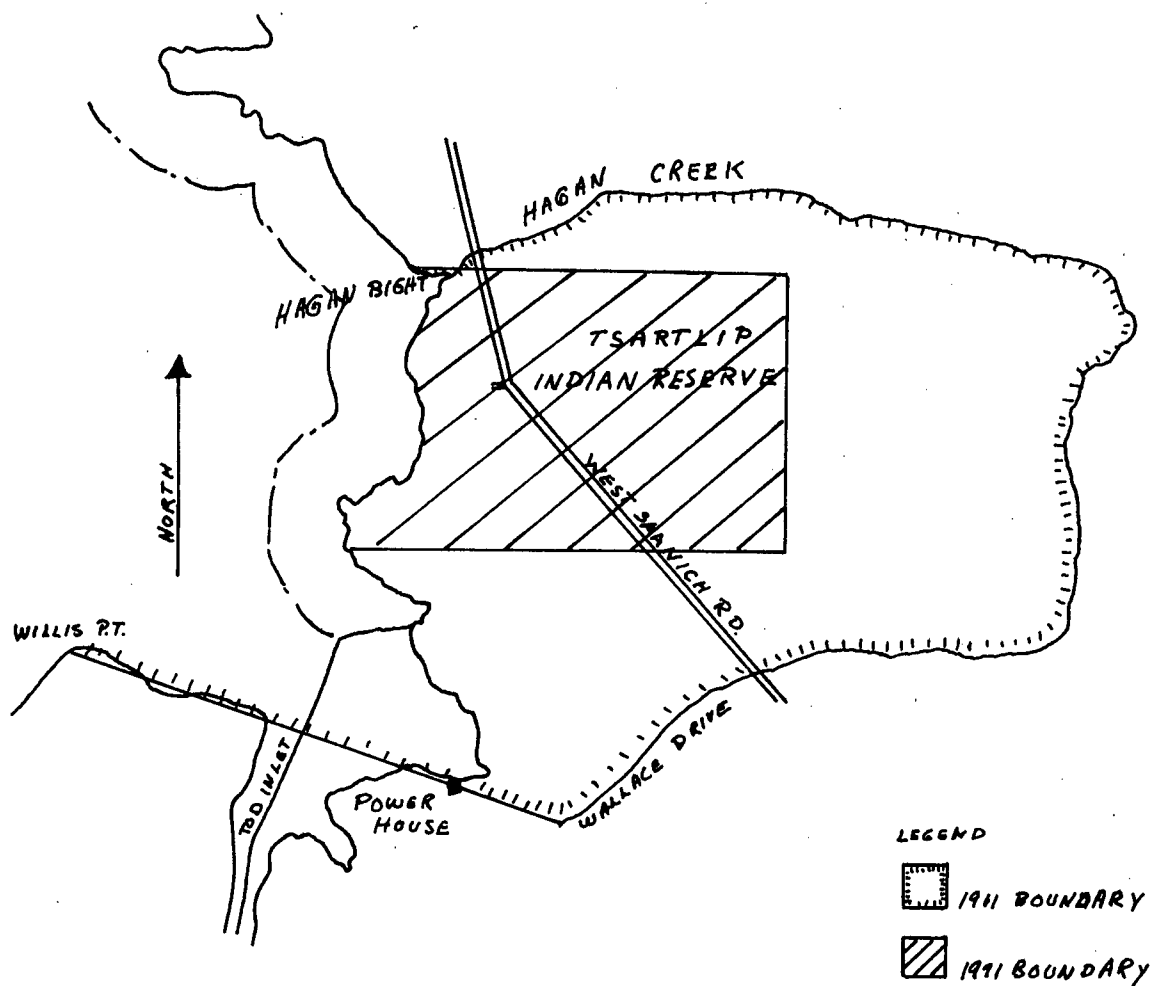 HAGAN CREEK
HAGAN BIGHT
TSARTLIP
INDIAN RESERVE
NORTH
WEST SAANICH RD.
WILLIS PT.
TOD INLET
POWER
HOUSE
WALLACE DRIVE
LEGEND
1911 BOUNDARY
1971 BOUNDARY